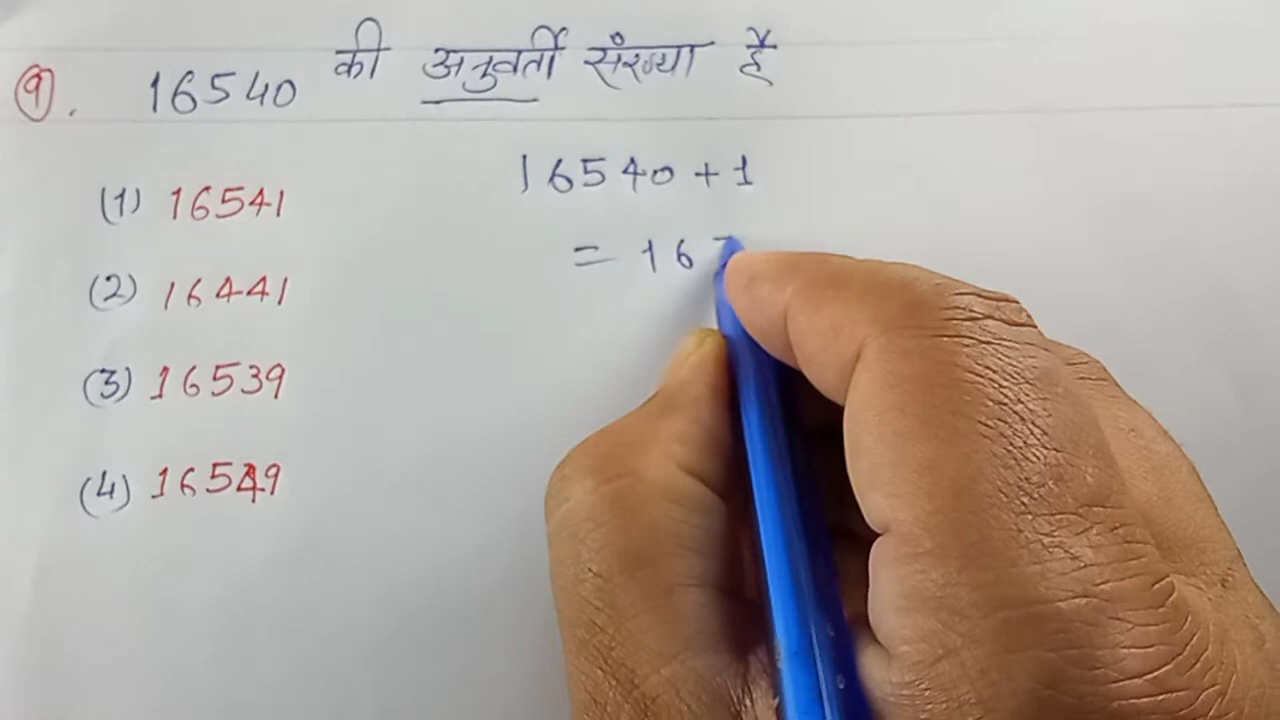 9. 16540 की अनुवर्ती संख्या है
16540 + 1
= 16
(1) 16541
(2) 16441
(3) 16539
(4) 16549